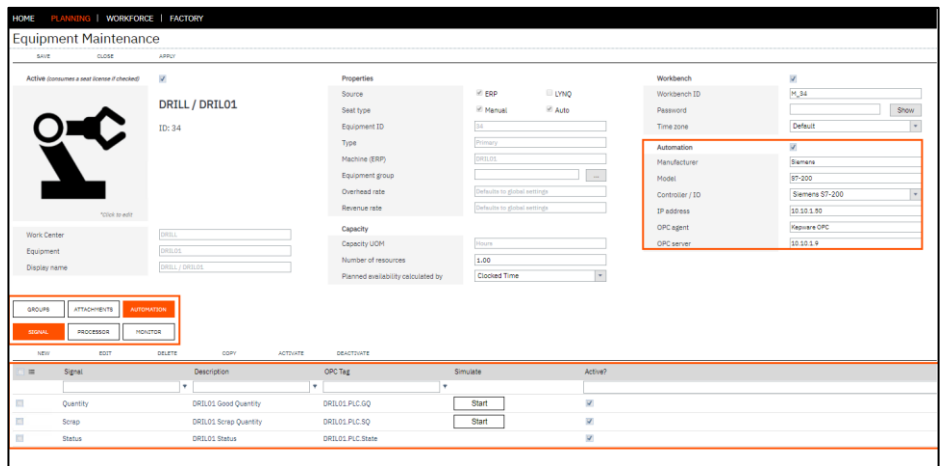 HOME PLANNING | WORKFORCE | FACTORY
Equipment Maintenance
SAVE CLOSE APPLY
Active (consumes a seat license if checked)
DRILL / DRIL01
ID: 34
*Click to edit
Work Center DRILL
Equipment DRIL01
Display name DRILL / DRIL01
Properties
Source ERP LYNQ
Seat type Manual Auto
Equipment ID 34
Type Primary
Machine (ERP) DRIL01
Equipment group ...
Overhead rate Defaults to global settings
Revenue rate Defaults to global settings
Capacity
Capacity UOM Hours
Number of resources 1.00
Planned availability calculated by Clocked Time
Workbench
Workbench ID M_34
Password Show
Time zone Default
Automation
Manufacturer Siemens
Model S7-200
Controller / ID Siemens S7-200
IP address 10.10.1.50
OPC agent Kepware OPC
OPC server 10.10.1.9
GROUPS ATTACHMENTS AUTOMATION
SIGNAL PROCESSOR MONITOR
NEW EDIT DELETE COPY ACTIVATE DEACTIVATE
Signal Description OPC Tag Simulate Active?
Quantity DRIL01 Good Quantity DRIL01.PLC.GQ Start
Scrap DRIL01 Scrap Quantity DRIL01.PLC.SQ Start
Status DRIL01 Status DRIL01.PLC.State